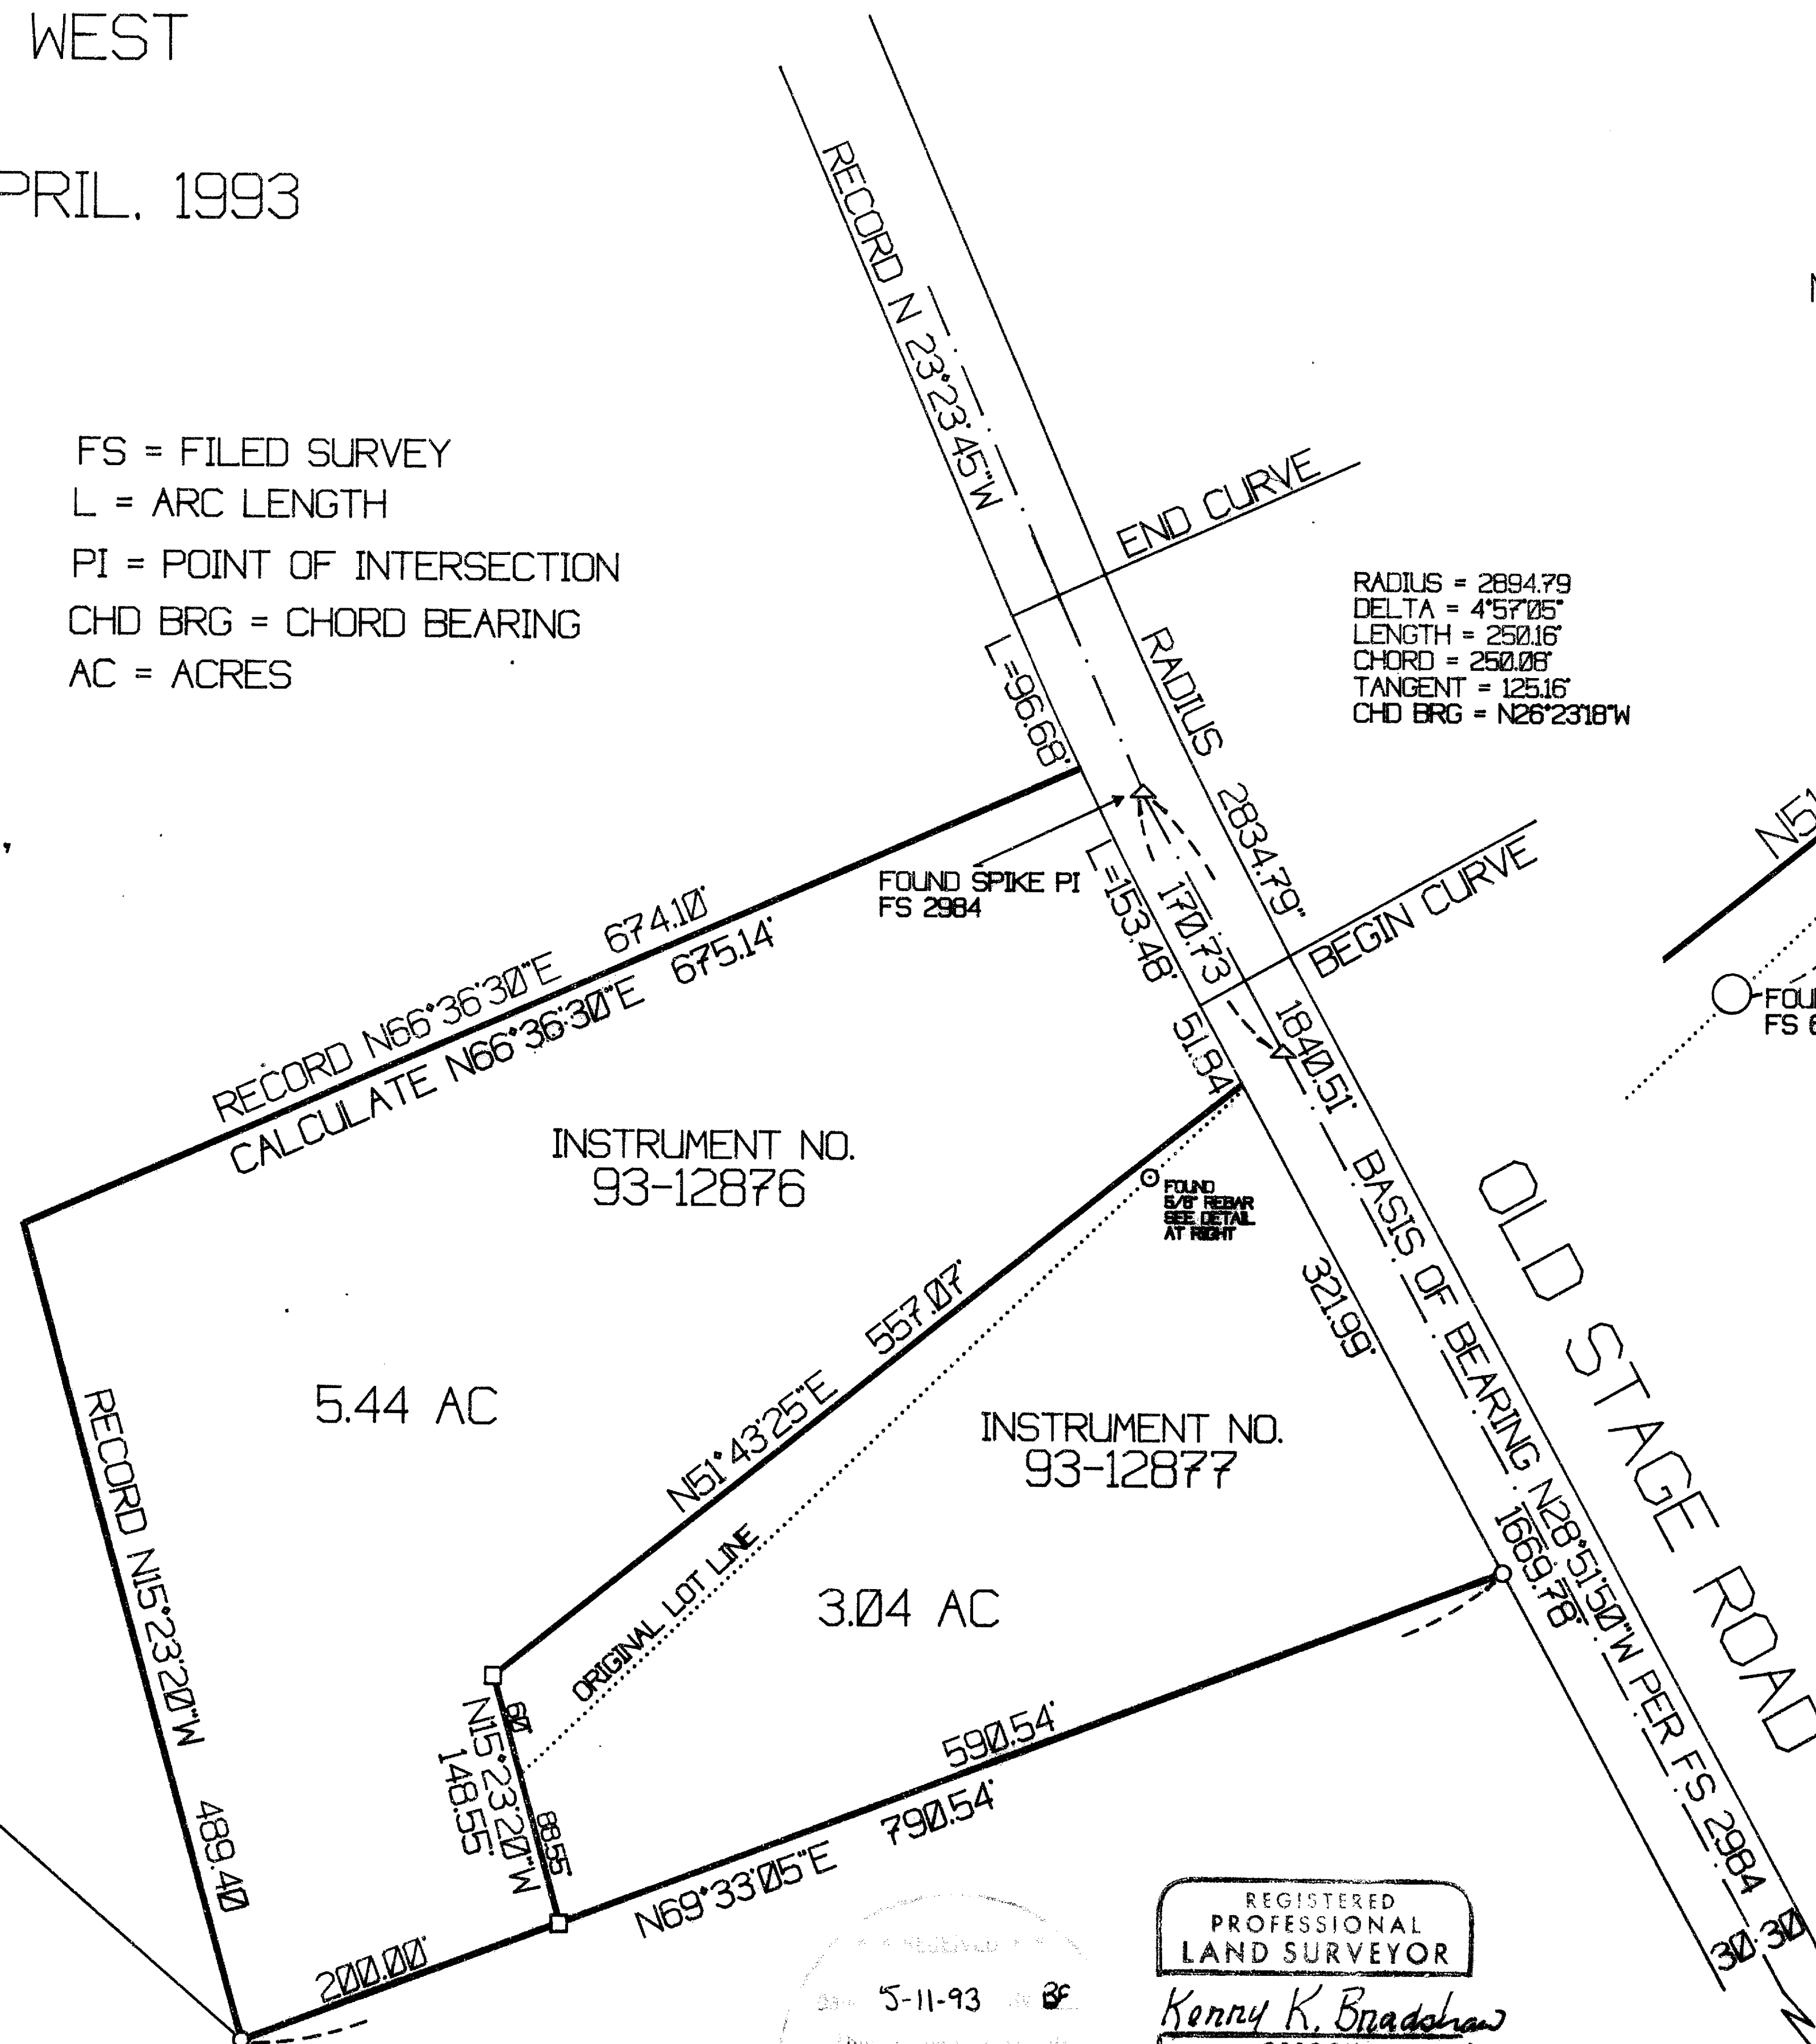 WEST
PRIL. 1993
FS = FILED SURVEY
L = ARC LENGTH
PI = POINT OF INTERSECTION
CHD BRG = CHORD BEARING
AC = ACRES
RECORD N 23°23'45"W
END CURVE
RADIUS = 2894.79
DELTA = 4°57'05"
LENGTH = 250.16'
CHORD = 250.08'
TANGENT = 125.16'
CHD BRG = N26°23'18"W
L=96.68'
RADIUS 2834.79"
FOUND SPIKE PI
FS 2984
L=153.48'
170.73
BEGIN CURVE
N51
FS 6
RECORD N66°36'30"E 674.10'
CALCULATE N66°36'30"E 675.14'
51.84
1840.51' BASIS OF BEARING N28°51'50"W PER FS 2984
1669.78'
INSTRUMENT NO.
93-12876
FOUND
5/8" REBAR
SEE DETAIL
AT RIGHT
OLD STAGE ROAD
321.99'
N51°43'25"E 557.07'
5.44 AC
INSTRUMENT NO.
93-12877
RECORD N15°23'20"W 489.40
ORIGINAL LOT LINE
3.04 AC
60'
N15°23'20"W
148.55'
88.55'
590.54'
N69°33'05"E 790.54'
200.00'
30' 30
RECEIVED
5-11-93 BF
REGISTERED
PROFESSIONAL
LAND SURVEYOR
Kenny K. Bradshaw